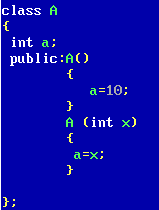 class A
{
int a;
public:A()
{
a=10;
}
A (int x)
{
a=x;
}
};